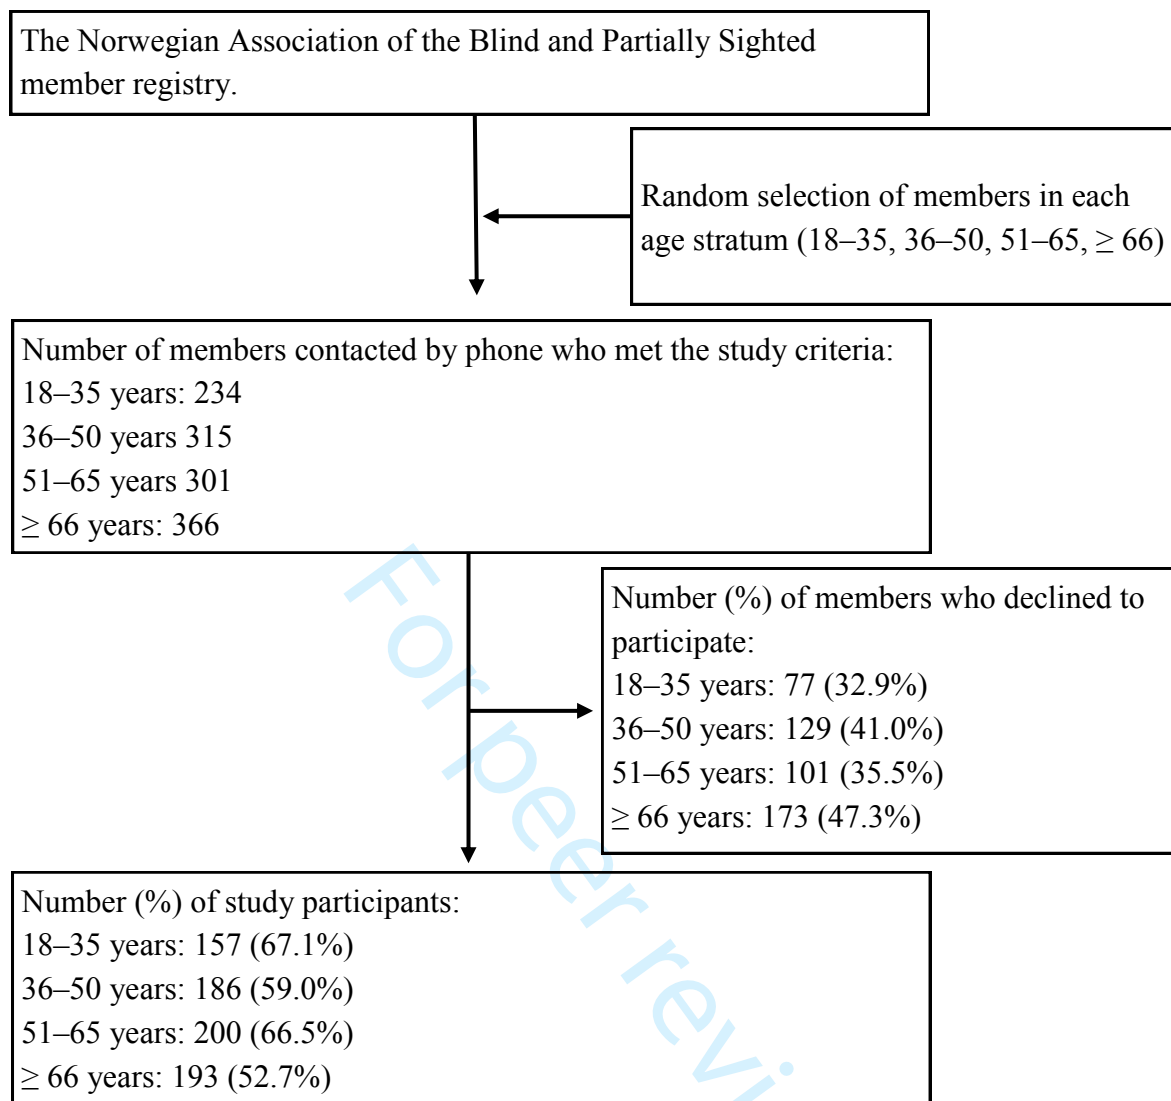 The Norwegian Association of the Blind and Partially Sighted
member registry.
Random selection of members in each
age stratum (18–35, 36–50, 51–65, ≥ 66)
Number of members contacted by phone who met the study criteria:
18–35 years: 234
36–50 years 315
51–65 years 301
≥ 66 years: 366
Number (%) of members who declined to
participate:
18–35 years: 77 (32.9%)
36–50 years: 129 (41.0%)
51–65 years: 101 (35.5%)
≥ 66 years: 173 (47.3%)
Number (%) of study participants:
18–35 years: 157 (67.1%)
36–50 years: 186 (59.0%)
51–65 years: 200 (66.5%)
≥ 66 years: 193 (52.7%)
For peer revi